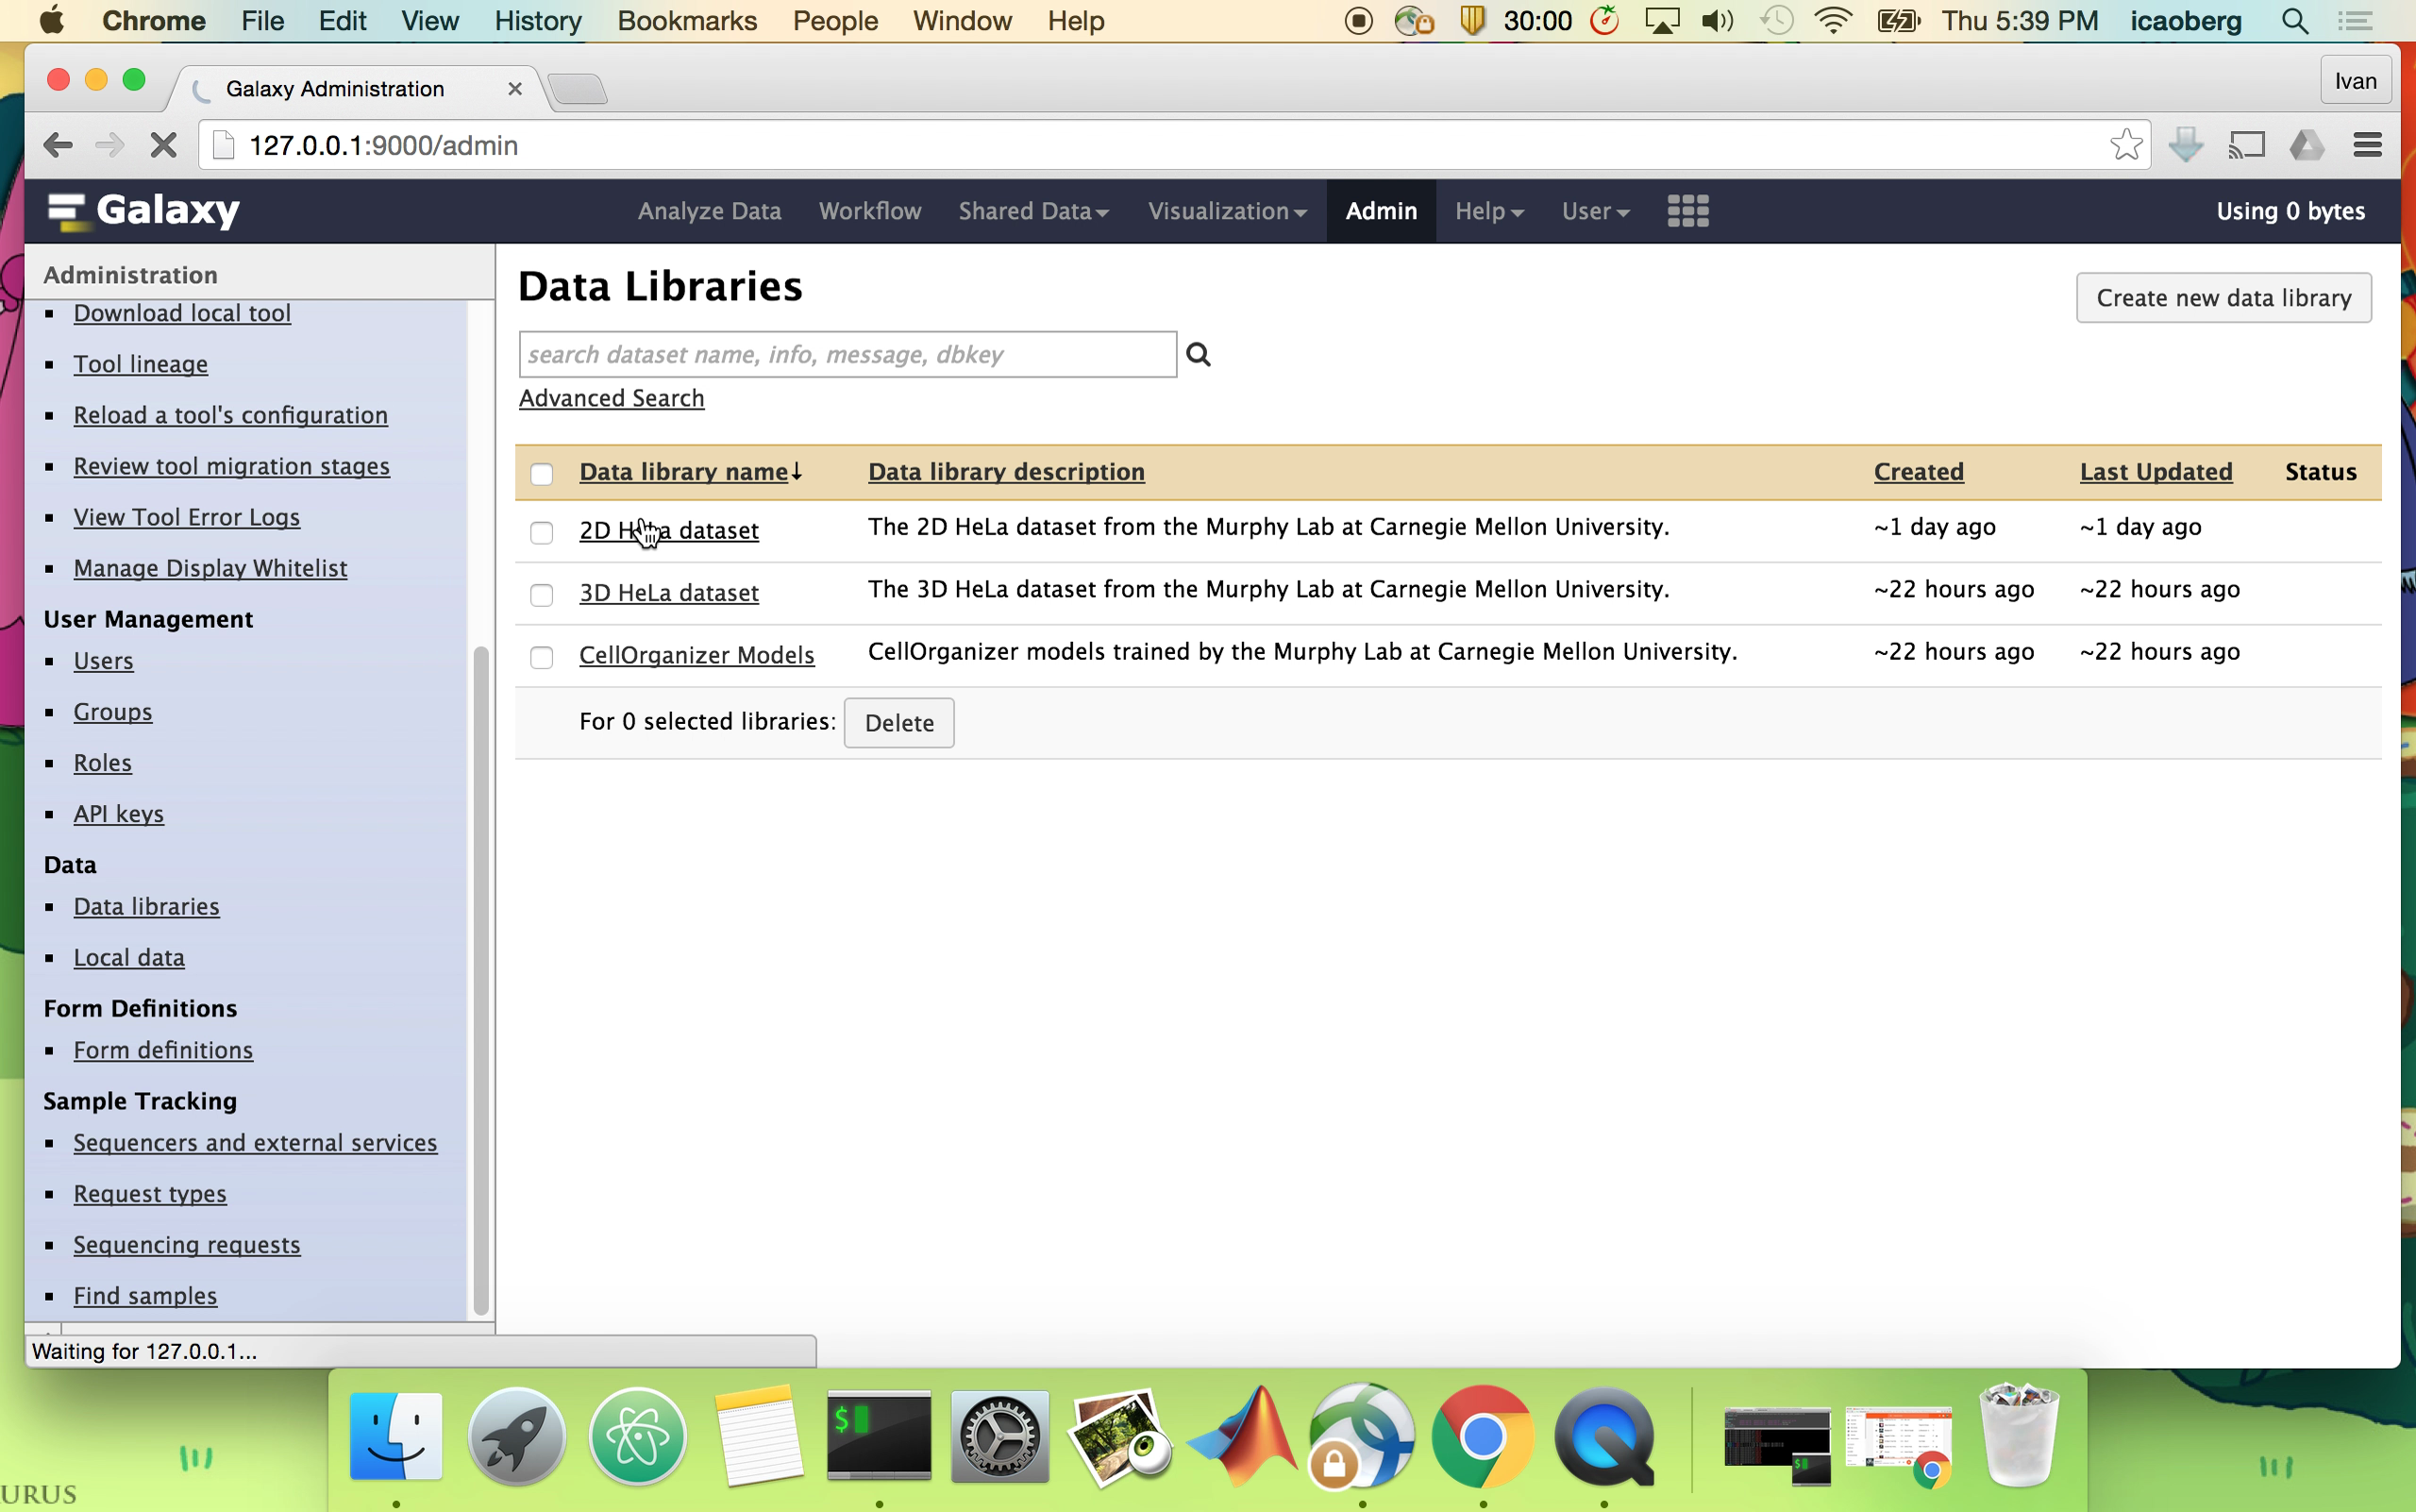 Chrome File Edit View History Bookmarks People Window Help 30:00 Thu 5:39 PM icaoberg
Galaxy Administration Ivan
127.0.0.1:9000/admin
Galaxy Analyze Data Workflow Shared Data Visualization Admin Help User Using 0 bytes
Administration
Download local tool
Tool lineage
Reload a tool's configuration
Review tool migration stages
View Tool Error Logs
Manage Display Whitelist
User Management
Users
Groups
Roles
API keys
Data
Data libraries
Local data
Form Definitions
Form definitions
Sample Tracking
Sequencers and external services
Request types
Sequencing requests
Find samples
Data Libraries
Create new data library
search dataset name, info, message, dbkey
Advanced Search
Data library name↓ Data library description Created Last Updated Status
2D HeLa dataset The 2D HeLa dataset from the Murphy Lab at Carnegie Mellon University. ~1 day ago ~1 day ago
3D HeLa dataset The 3D HeLa dataset from the Murphy Lab at Carnegie Mellon University. ~22 hours ago ~22 hours ago
CellOrganizer Models CellOrganizer models trained by the Murphy Lab at Carnegie Mellon University. ~22 hours ago ~22 hours ago
For 0 selected libraries: Delete
Waiting for 127.0.0.1...
$
URUS